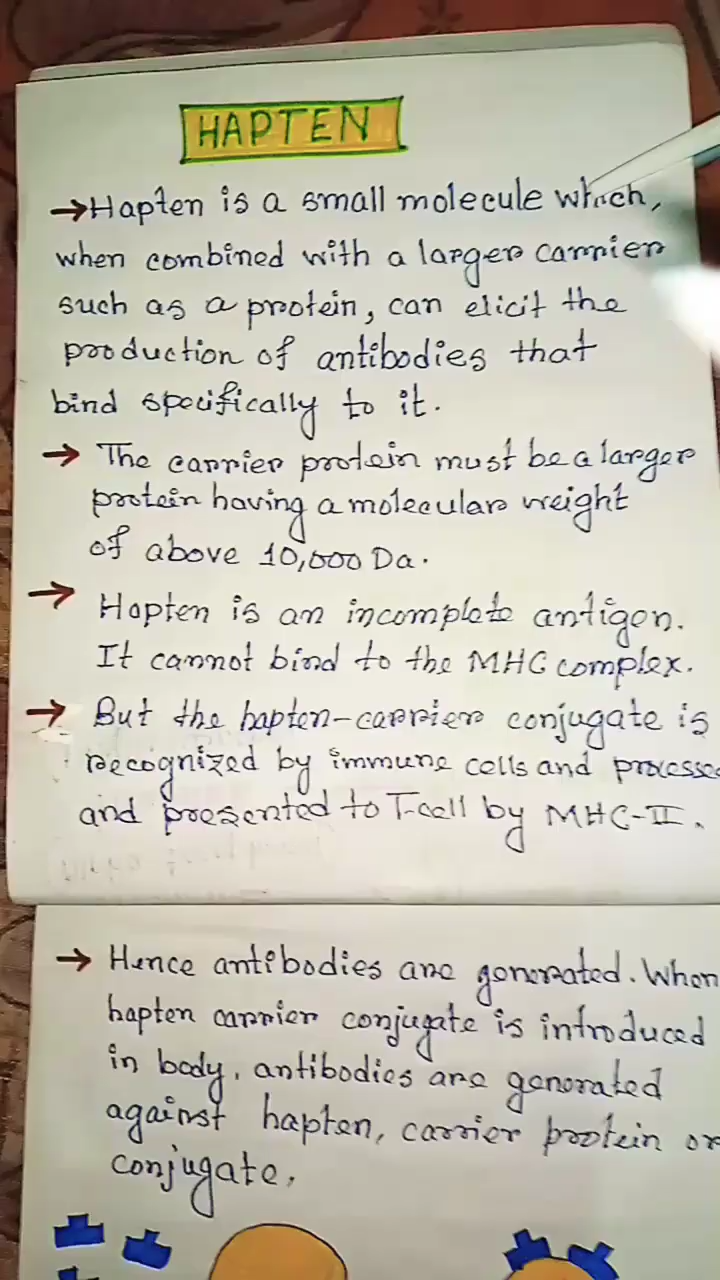 HAPTEN
→Hapten is a small molecule which,
when combined with a larger carrier
such as a protein, can elicit the
production of antibodies that
bind specifically to it.
→ The carrier protein must be a larger
protein having a molecular weight
of above 10,000 Da.
→ Hapten is an incomplete antigen.
It cannot bind to the MHC complex.
→ But the hapten-carrier conjugate is
recognized by immune cells and processe
and presented to T-cell by MHC-II.
→ Hence antibodies are generated. When
hapten carrier conjugate is introduced
in body, antibodies are generated
against hapten, carrier protein or
conjugate.